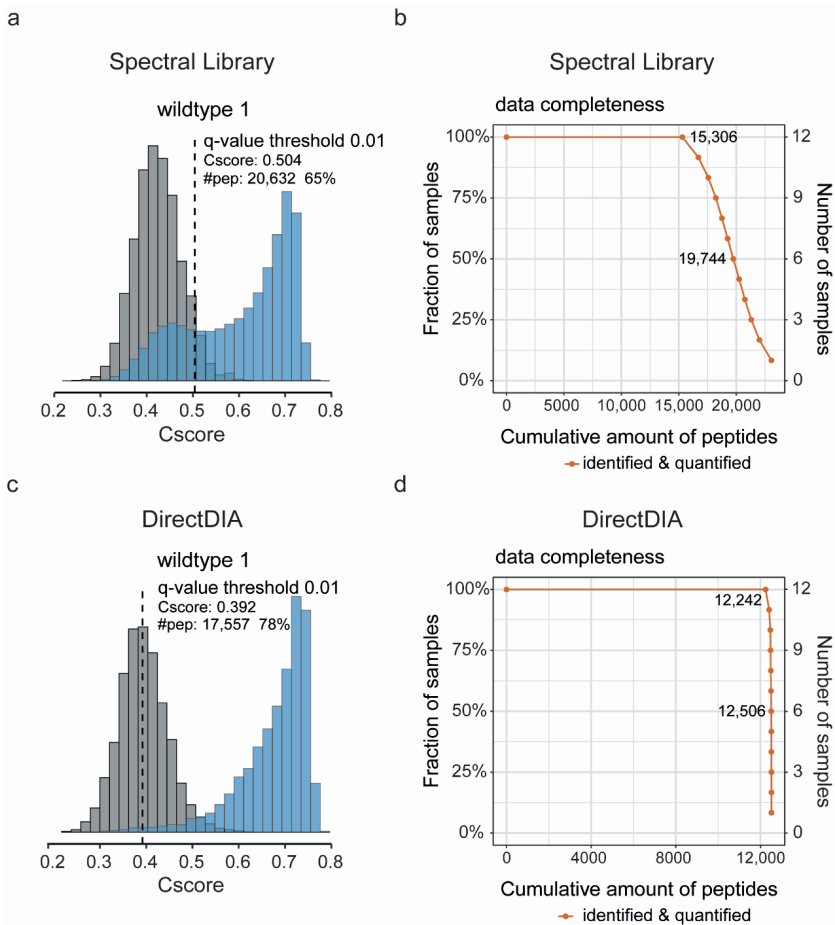 a
Spectral Library
wildtype 1
q-value threshold 0.01
Cscore: 0.504
#pep: 20,632 65%
0.2 0.3 0.4 0.5 0.6 0.7 0.8
Cscore
b
Spectral Library
data completeness
Fraction of samples
100%
75%
50%
25%
0%
15,306
19,744
12
9
6
3
0
Number of samples
0 5000 10,000 15,000 20,000
Cumulative amount of peptides
identified & quantified
c
DirectDIA
wildtype 1
q-value threshold 0.01
Cscore: 0.392
#pep: 17,557 78%
0.2 0.3 0.4 0.5 0.6 0.7 0.8
Cscore
d
DirectDIA
data completeness
Fraction of samples
100%
75%
50%
25%
0%
12,242
12,506
12
9
6
3
0
Number of samples
0 4000 8000 12,000
Cumulative amount of peptides
identified & quantified